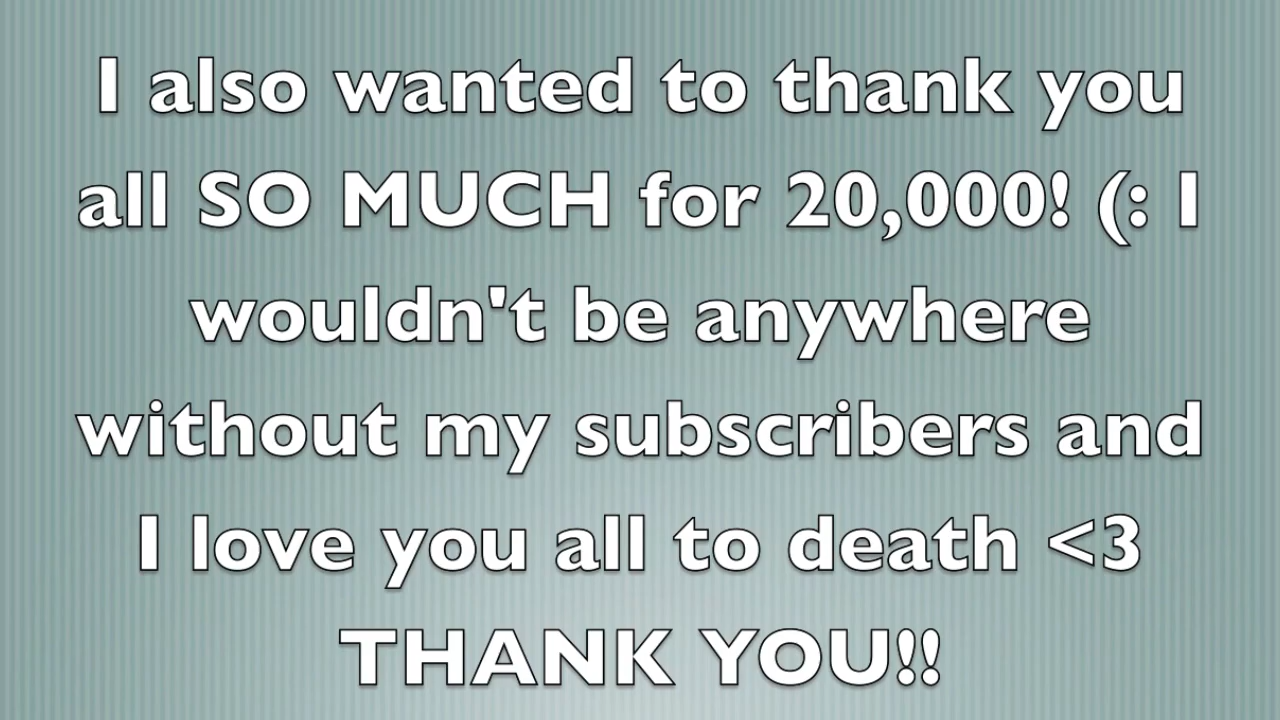 I also wanted to thank you
all SO MUCH for 20,000! (: I
wouldn't be anywhere
without my subscribers and
I love you all to death <3
THANK YOU!!